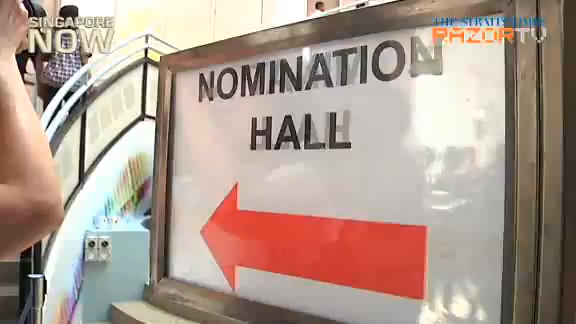 SINGAPORE
NOW
THE STRAITS TIMES
RAZORTV
NOMINATION
HALL